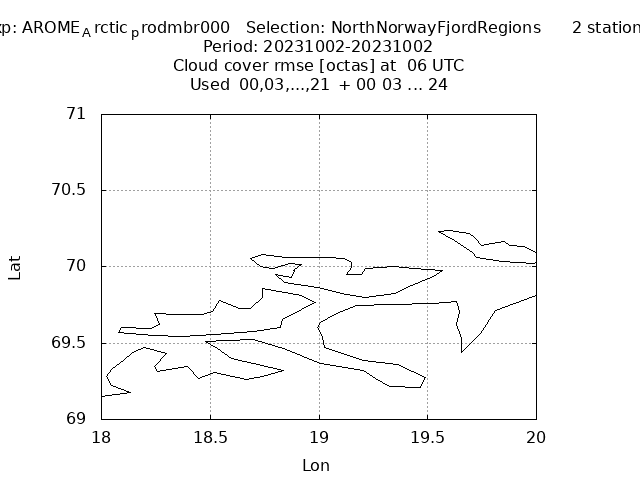 xp: AROME_Arctic_prodmbr000 Selection: NorthNorwayFjordRegions 2 station
Period: 20231002-20231002
Cloud cover rmse [octas] at 06 UTC
Used 00,03,...,21 + 00 03 ... 24
71
70.5
Lat
70
69.5
69
18 18.5 19 19.5 20
Lon